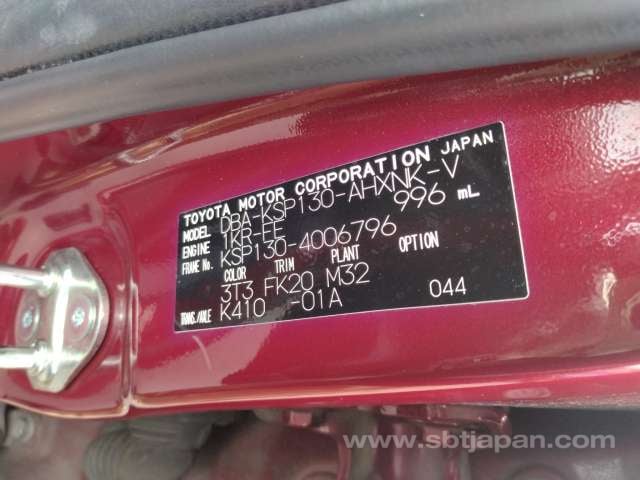 TOYOTA MOTOR CORPORATION JAPAN
MODEL DBA-KSP130-AHXNK-V
ENGINE 1KR-FE 996 mL
FRAME No. KSP130-4006796
COLOR TRIM PLANT OPTION
3T3 FK20 M32
TRANS./AXLE K410 -01A 044
www.sbtjapan.com